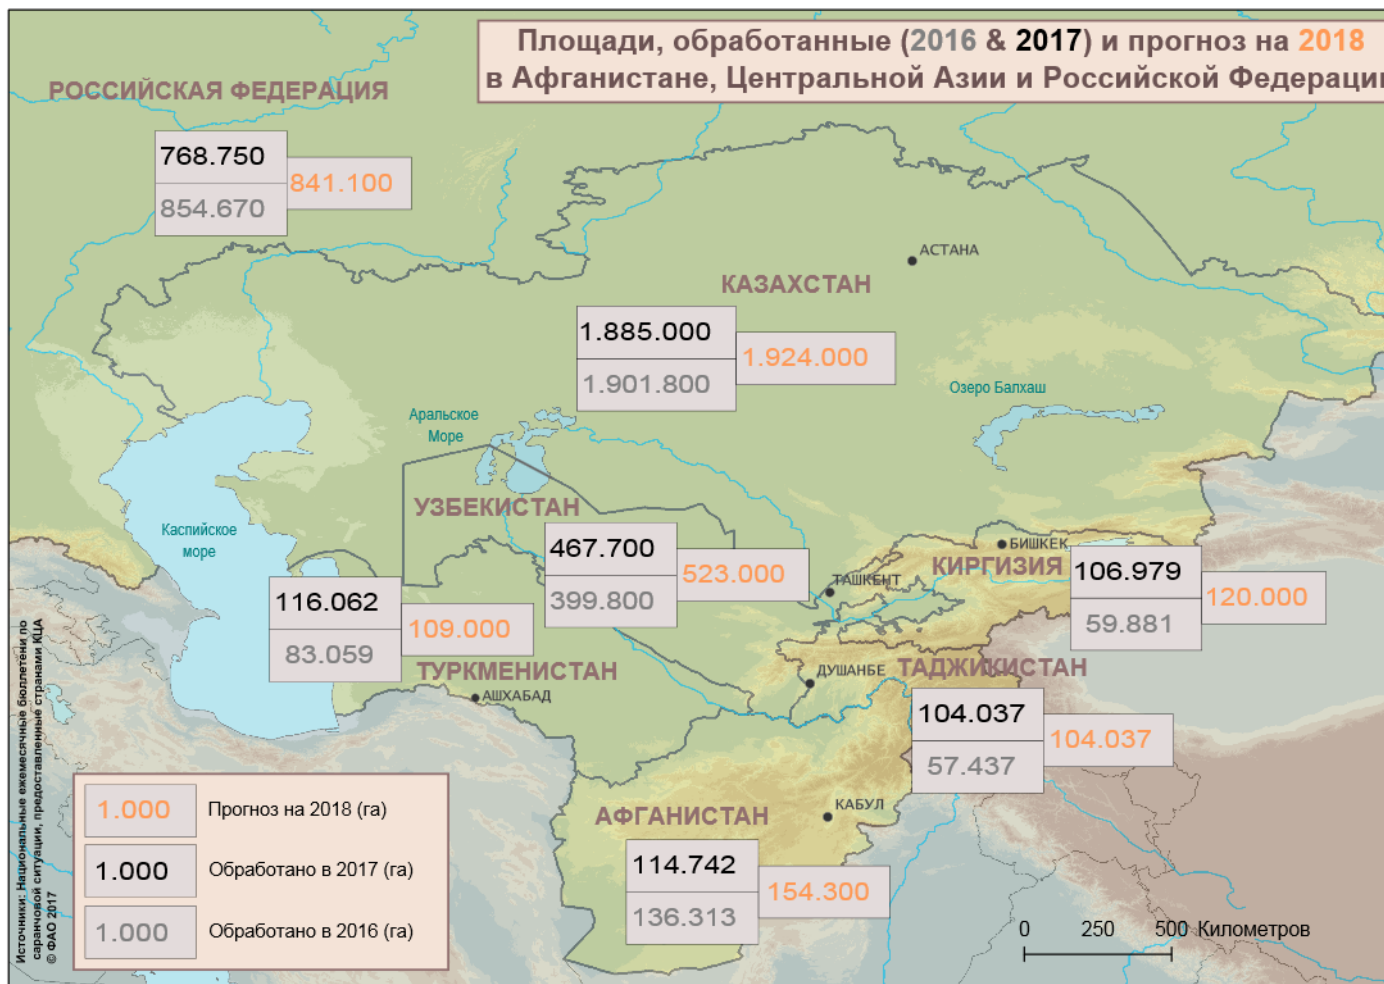 Площади, обработанные (2016 & 2017) и прогноз на 2018
в Афганистане, Центральной Азии и Российской Федерации
РОССИЙСКАЯ ФЕДЕРАЦИЯ
768.750
841.100
854.670
АСТАНА
КАЗАХСТАН
1.885.000
1.924.000
1.901.800
Озеро Балхаш
Аральское
Море
УЗБЕКИСТАН
Каспийское
море
467.700
523.000
399.800
БИШКЕК
КИРГИЗИЯ
106.979
120.000
59.881
ТАШКЕНТ
116.062
109.000
83.059
ТУРКМЕНИСТАН
АШХАБАД
ДУШАНБЕ
ТАДЖИКИСТАН
104.037
104.037
57.437
АФГАНИСТАН
КАБУЛ
114.742
154.300
136.313
1.000 Прогноз на 2018 (га)
1.000 Обработано в 2017 (га)
1.000 Обработано в 2016 (га)
0 250 500 Километров
Источники: Национальные ежемесячные бюллетени по
саранчовой ситуации, предоставленные странами КЦА
© ФАО 2017